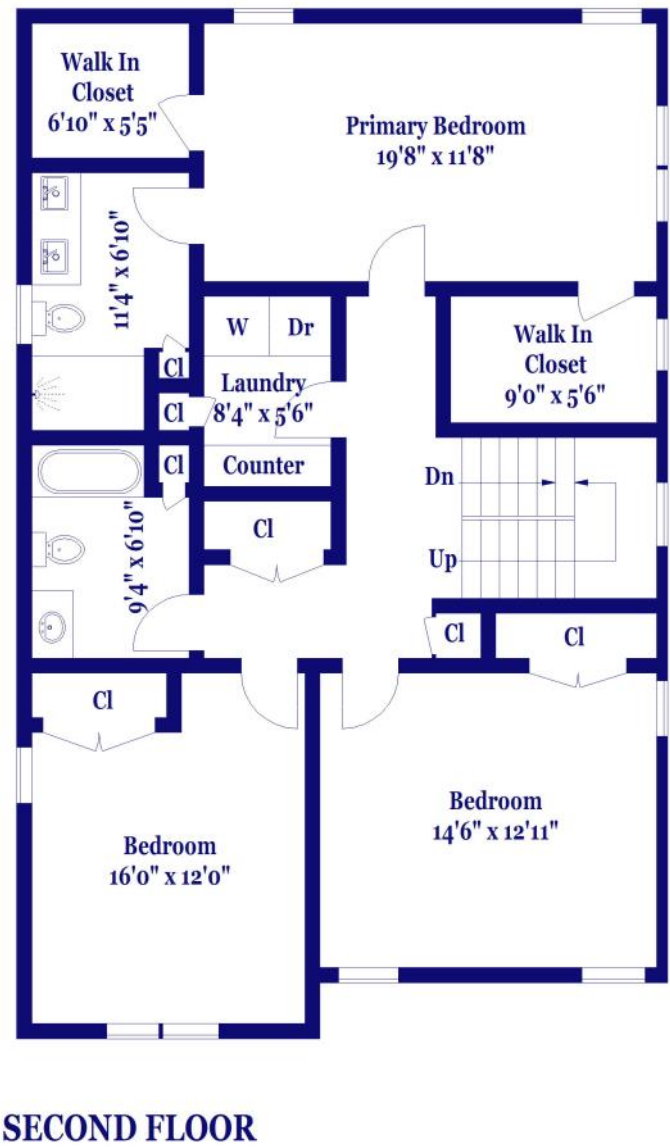 Walk In
Closet
6'10" x 5'5"
Primary Bedroom
19'8" x 11'8"
11'4" x 6'10"
W
Dr
Walk In
Closet
9'0" x 5'6"
Cl
Laundry
8'4" x 5'6"
Cl
Cl
Counter
Dn
9'4" x 6'10"
Cl
Up
Cl
Cl
Cl
Bedroom
14'6" x 12'11"
Bedroom
16'0" x 12'0"
SECOND FLOOR